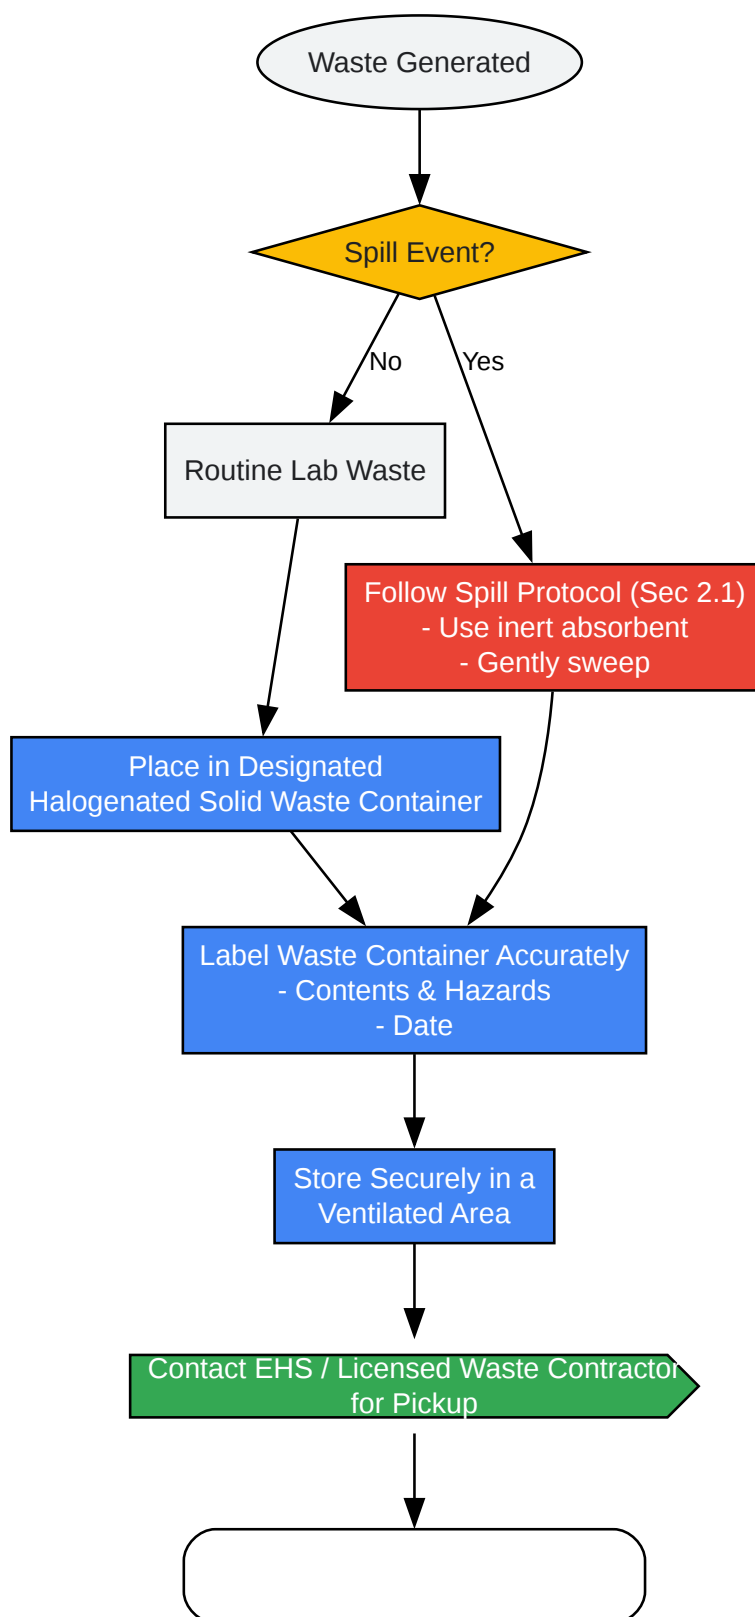 Waste Generated
Spill Event?
No
Yes
Routine Lab Waste
Follow Spill Protocol (Sec 2.1)
- Use inert absorbent
- Gently sweep
Place in Designated
Halogenated Solid Waste Container
Label Waste Container Accurately
- Contents & Hazards
- Date
Store Securely in a
Ventilated Area
Contact EHS / Licensed Waste Contractor
for Pickup